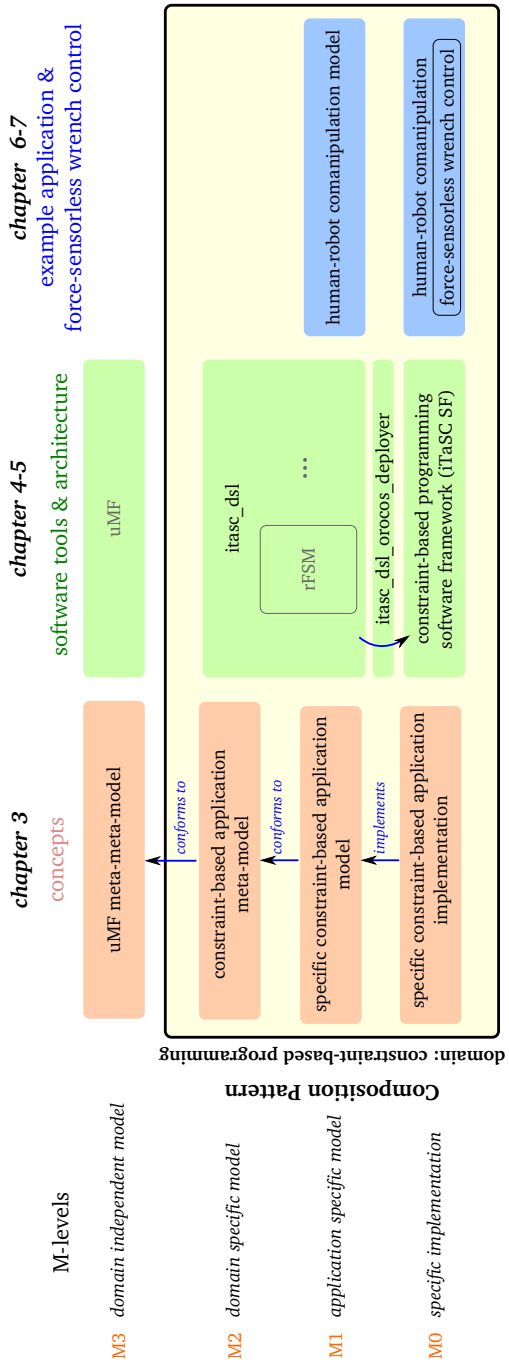 M-levels
chapter 3
concepts
chapter 4-5
software tools & architecture
chapter 6-7
example application &
force-sensorless wrench control
M3 domain independent model
uMF meta-meta-model
uMF
Composition Pattern
domain: constraint-based programming
conforms to
M2 domain specific model
constraint-based application
meta-model
itasc_dsl
conforms to
rFSM
...
M1 application specific model
specific constraint-based application
model
human-robot comanipulation model
implements
itasc_dsl_orocos_deployer
M0 specific implementation
specific constraint-based application
implementation
constraint-based programming
software framework (iTaSC SF)
human-robot comanipulation
force-sensorless wrench control